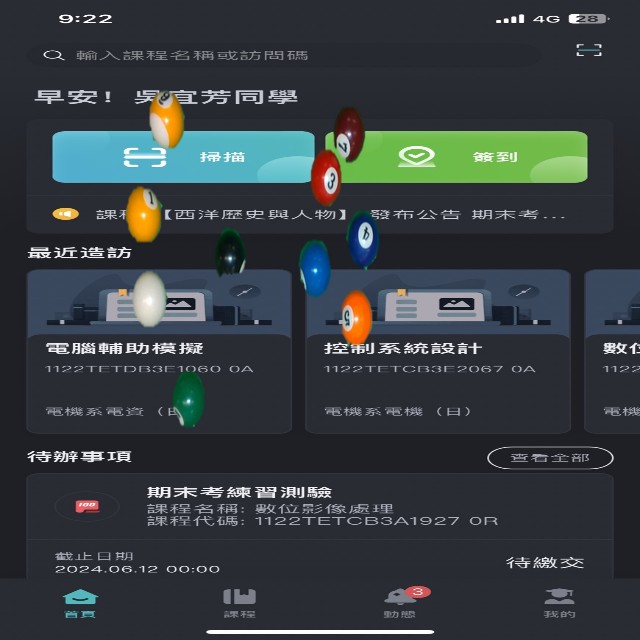 9:22
4G 28
輸入課程名稱或訪問碼
早安！ 吳宜芳同學
掃描
簽到
【西洋歷史與人物】 發布公告 期末考...
最近造訪
電腦輔助模擬
控制系統設計
數位
1122TETDB3E1060 0A
1122TETCB3E2067 0A
1122
電機系電資（日
電機系電機（日）
電機
待辦事項
查看全部
100
期末考練習測驗
課程名稱: 數位影像處理
課程代碼: 1122TETCB3A1927 0R
截止日期
2024.06.12 00:00
待繳交
3
首頁
課程
動態
我的